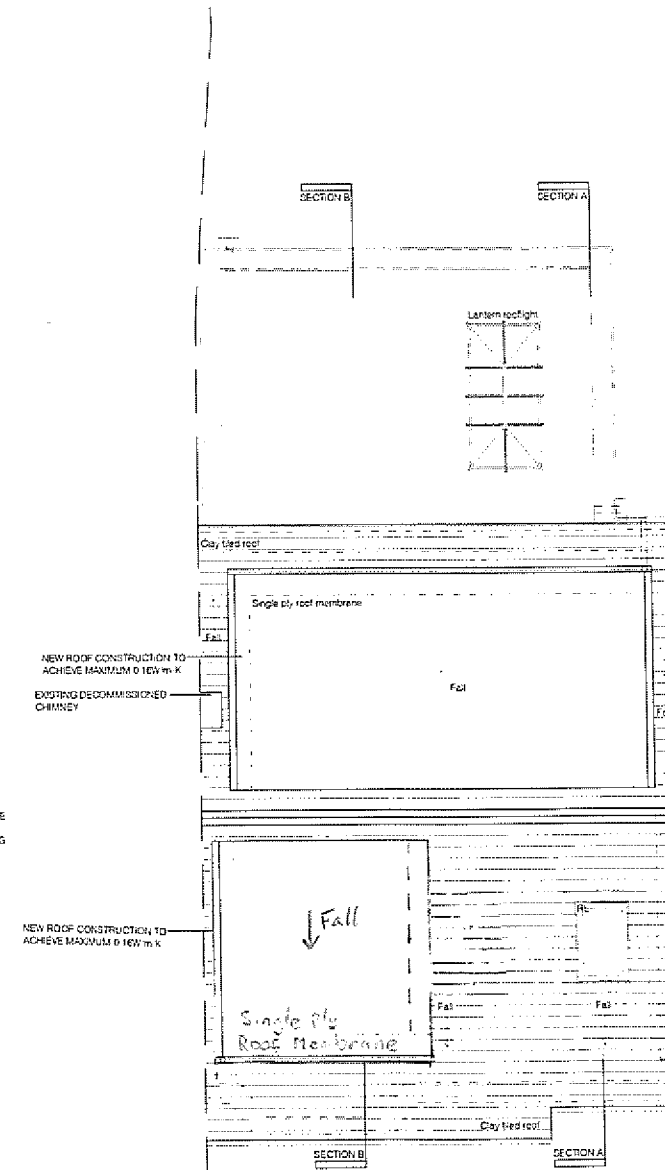 SECTION B
SECTION A
Lantern rooflight
Clay tiled roof
Single ply roof membrane
Fall
NEW ROOF CONSTRUCTION TO
ACHIEVE MAXIMUM 0.16W m K
Fall
EXISTING DECOMMISSIONED
CHIMNEY
E
G
Fall
NEW ROOF CONSTRUCTION TO
ACHIEVE MAXIMUM 0.16W m K
Fall
Fall
Single Ply
Roof Membrane
Clay tiled roof
SECTION B
SECTION A